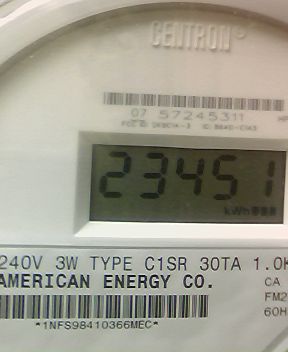 CENTRON®
07 57245311
23451
kWh
240V 3W TYPE C1SR 30TA 1.0K
AMERICAN ENERGY CO.
CA
FM2
60H
*1NFS98410366MEC*